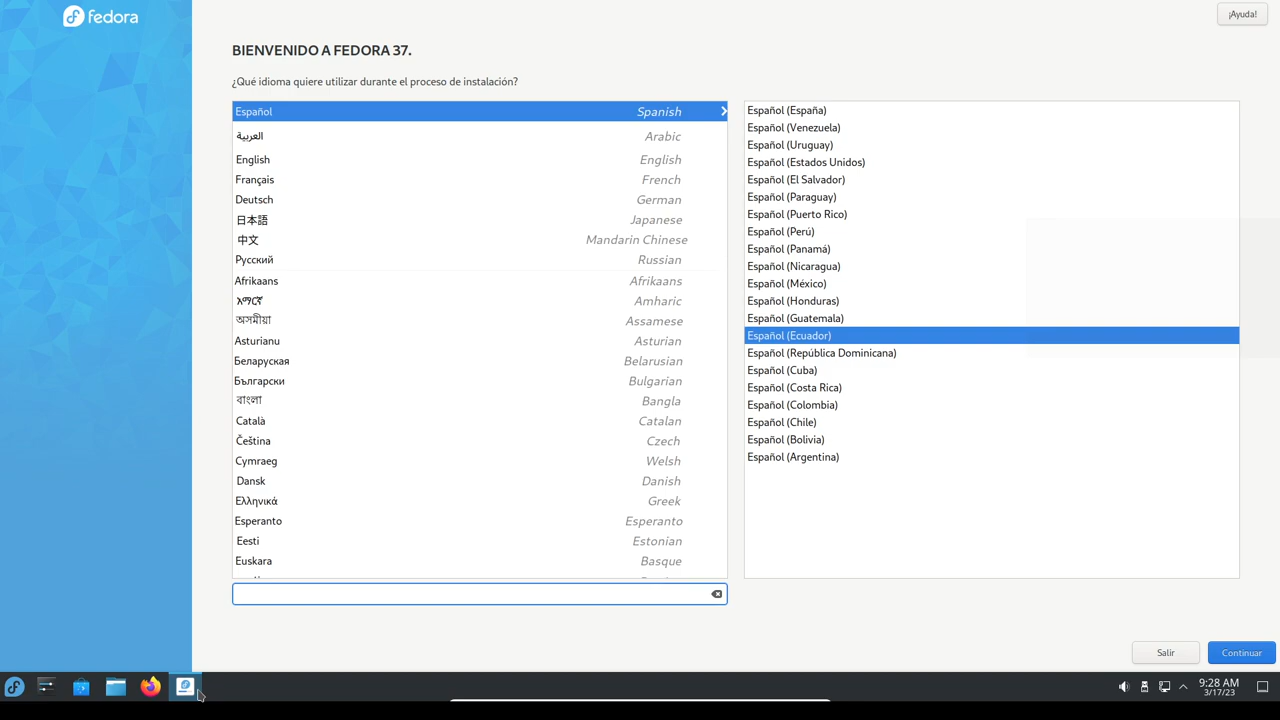 fedora
¡Ayuda!
BIENVENIDO A FEDORA 37.
¿Qué idioma quiere utilizar durante el proceso de instalación?
Español Spanish
العربية Arabic
English English
Français French
Deutsch German
日本語 Japanese
中文 Mandarin Chinese
Русский Russian
Afrikaans Afrikaans
አማርኛ Amharic
অসমীয়া Assamese
Asturianu Asturian
Беларуская Belarusian
Български Bulgarian
বাংলা Bangla
Català Catalan
Čeština Czech
Cymraeg Welsh
Dansk Danish
Ελληνικά Greek
Esperanto Esperanto
Eesti Estonian
Euskara Basque
Español (España)
Español (Venezuela)
Español (Uruguay)
Español (Estados Unidos)
Español (El Salvador)
Español (Paraguay)
Español (Puerto Rico)
Español (Perú)
Español (Panamá)
Español (Nicaragua)
Español (México)
Español (Honduras)
Español (Guatemala)
Español (Ecuador)
Español (República Dominicana)
Español (Cuba)
Español (Costa Rica)
Español (Colombia)
Español (Chile)
Español (Bolivia)
Español (Argentina)
Salir
Continuar
9:28 AM
3/17/23